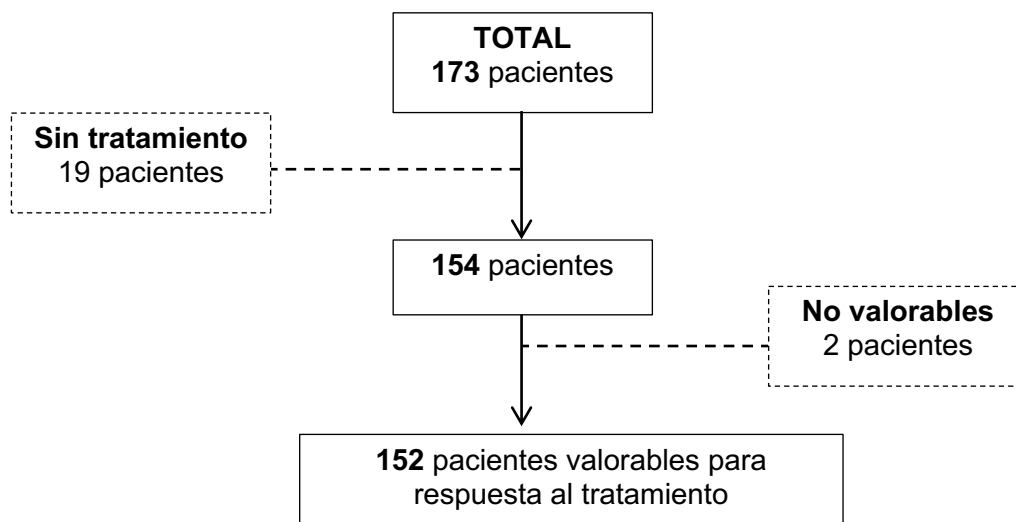 TOTAL
173 pacientes
Sin tratamiento
19 pacientes
154 pacientes
No valorables
2 pacientes
152 pacientes valorables para
respuesta al tratamiento